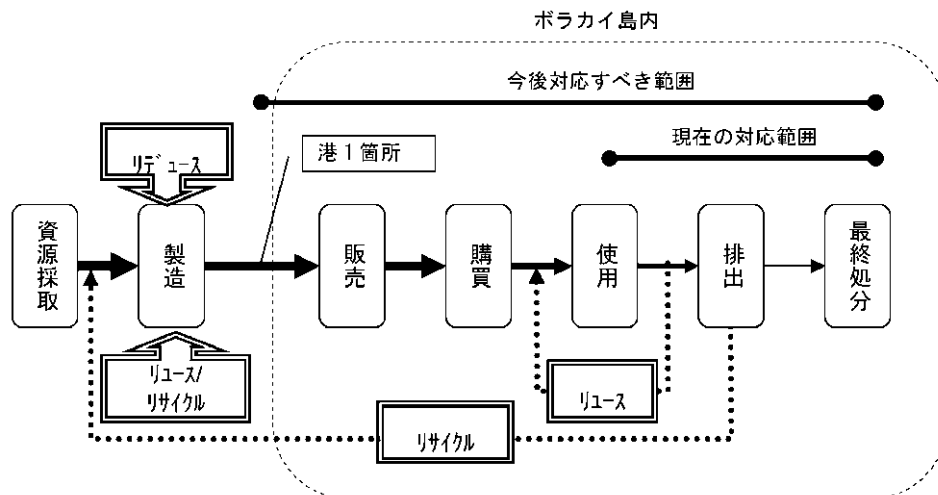 ボラカイ島内
今後対応すべき範囲
現在の対応範囲
リデュース
港1箇所
資源採取
製造
販売
購買
使用
排出
最終処分
リュース/
リサイクル
リュース
リサイクル